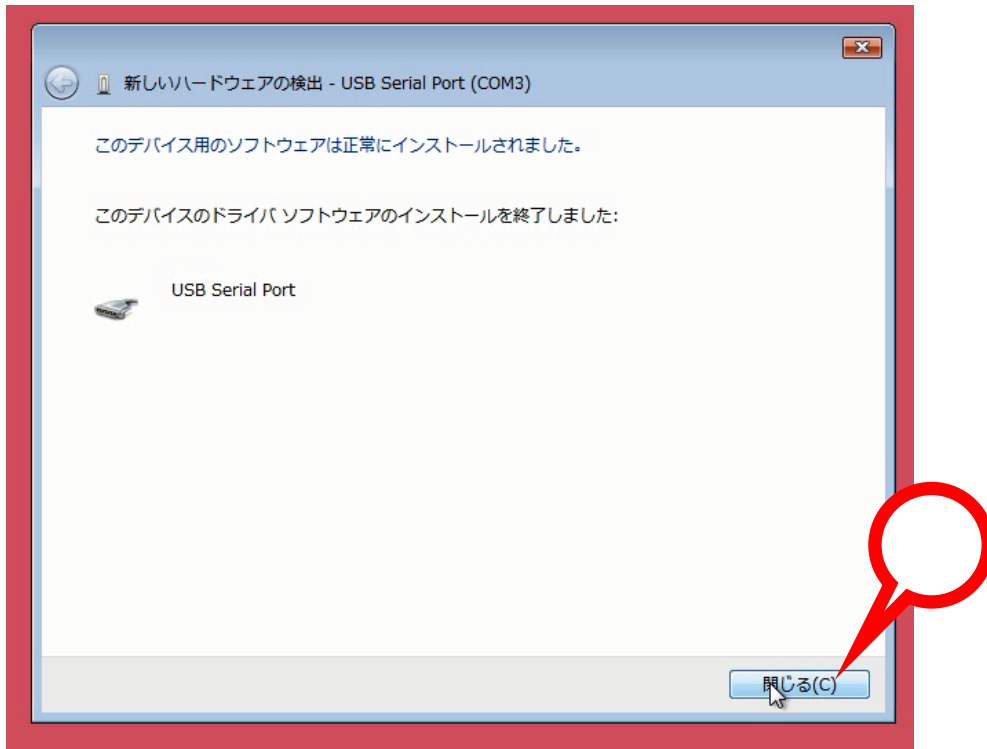 新しいハードウェアの検出 - USB Serial Port (COM3)
このデバイス用のソフトウェアは正常にインストールされました。
このデバイスのドライバ ソフトウェアのインストールを終了しました:
USB Serial Port
閉じる(C)